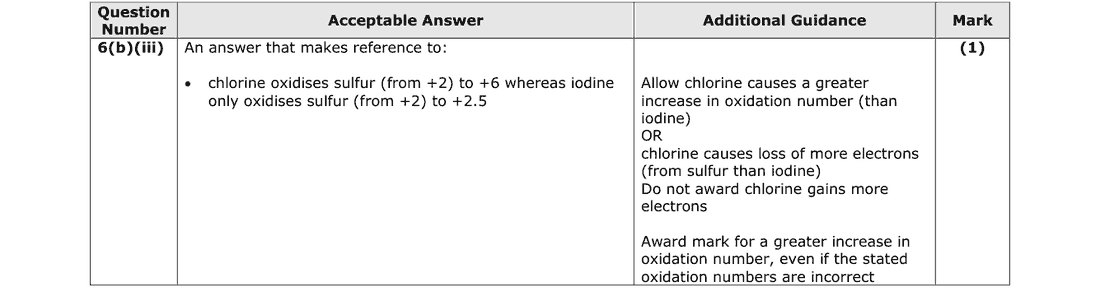 Question Number
Acceptable Answer
Additional Guidance
Mark
6(b)(iii)
An answer that makes reference to:
• chlorine oxidises sulfur (from +2) to +6 whereas iodine
only oxidises sulfur (from +2) to +2.5
Allow chlorine causes a greater
increase in oxidation number (than
iodine)
OR
chlorine causes loss of more electrons
(from sulfur than iodine)
Do not award chlorine gains more
electrons
Award mark for a greater increase in
oxidation number, even if the stated
oxidation numbers are incorrect
(1)